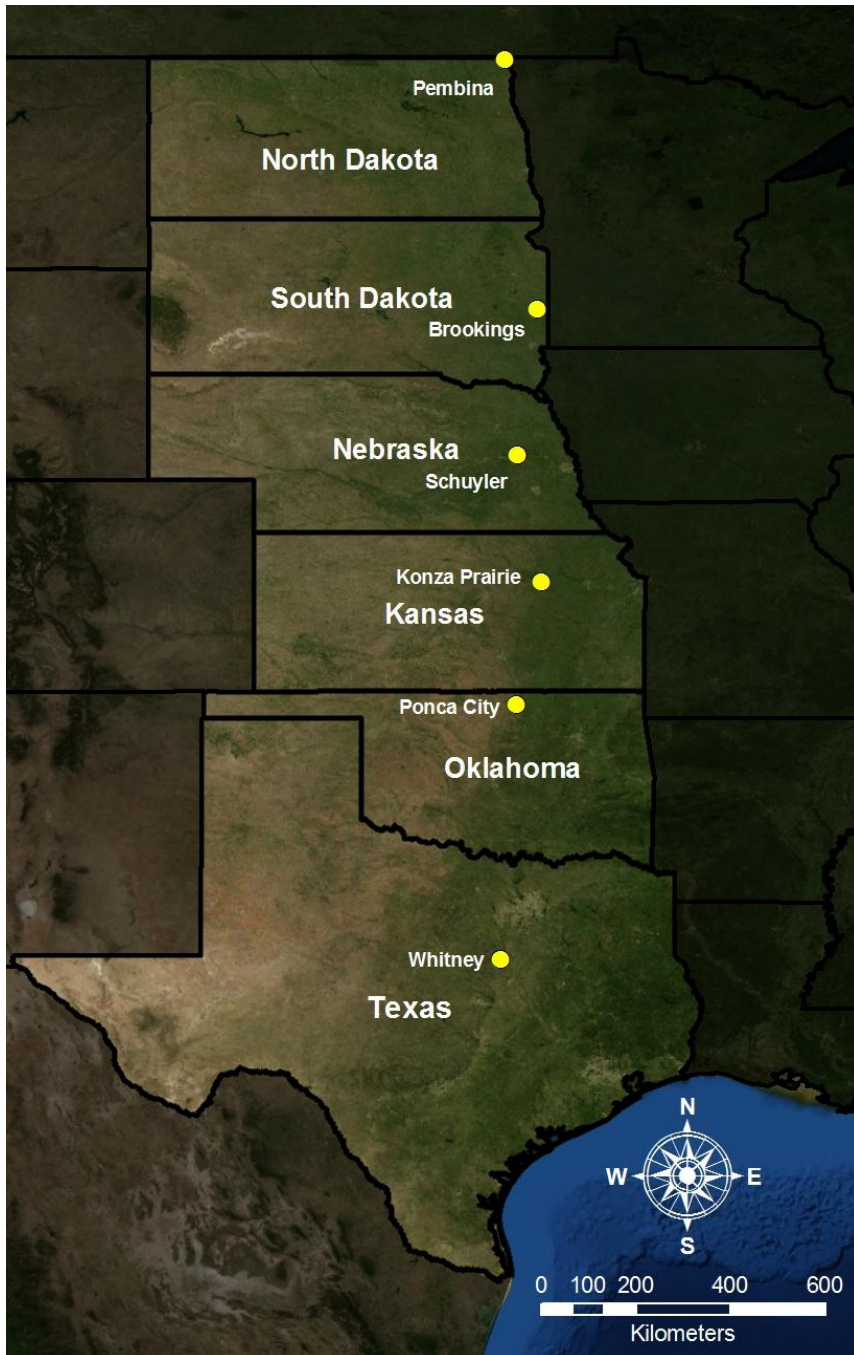 Pembina
North Dakota
South Dakota
Brookings
Nebraska
Schuyler
Konza Prairie
Kansas
Ponca City
Oklahoma
Whitney
Texas
N
W E
S
0 100 200 400 600
Kilometers